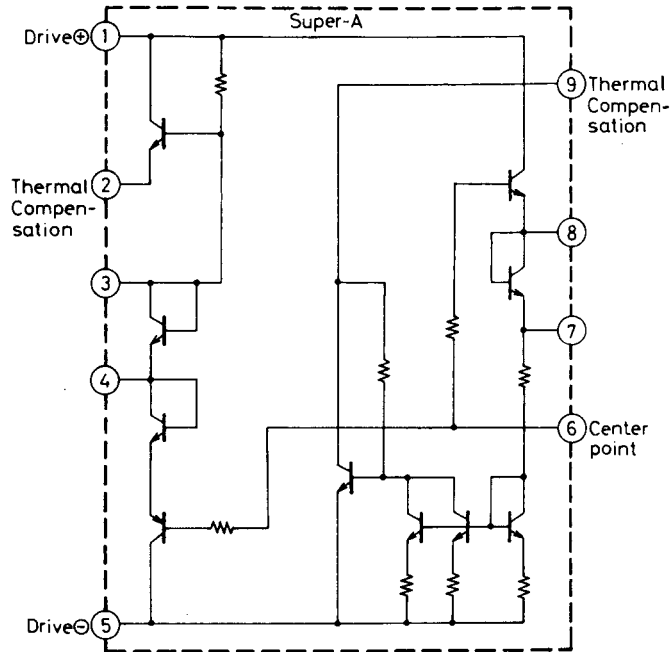 Super-A
Drive⊕ 1
9 Thermal
Compen-
sation
2
Thermal
Compen-
sation
8
3
7
4
6 Center
point
Drive⊖ 5